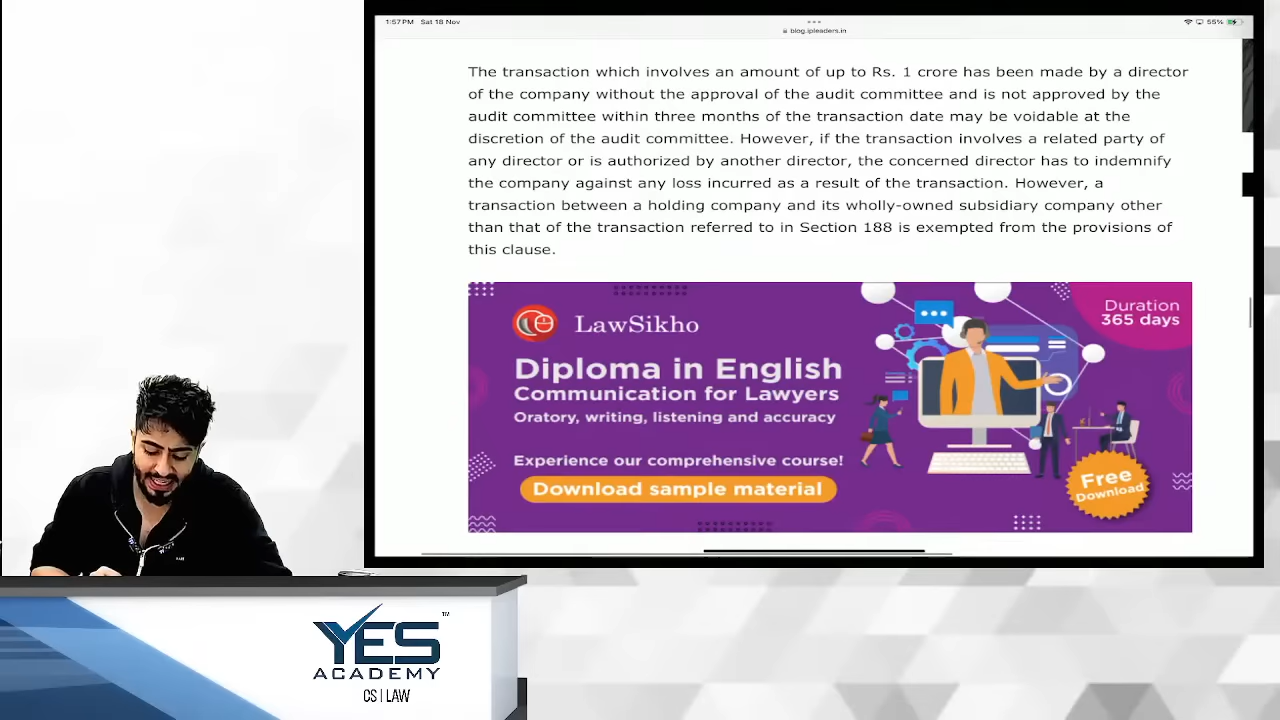 1:57 PM Sat 18 Nov
55%
blog.ipleaders.in
The transaction which involves an amount of up to Rs. 1 crore has been made by a director
of the company without the approval of the audit committee and is not approved by the
audit committee within three months of the transaction date may be voidable at the
discretion of the audit committee. However, if the transaction involves a related party of
any director or is authorized by another director, the concerned director has to indemnify
the company against any loss incurred as a result of the transaction. However, a
transaction between a holding company and its wholly-owned subsidiary company other
than that of the transaction referred to in Section 188 is exempted from the provisions of
this clause.
LawSikho
Duration
365 days
Diploma in English
Communication for Lawyers
Oratory, writing, listening and accuracy
Experience our comprehensive course!
Download sample material
Free
Download
YES
TM
ACADEMY
CS | LAW